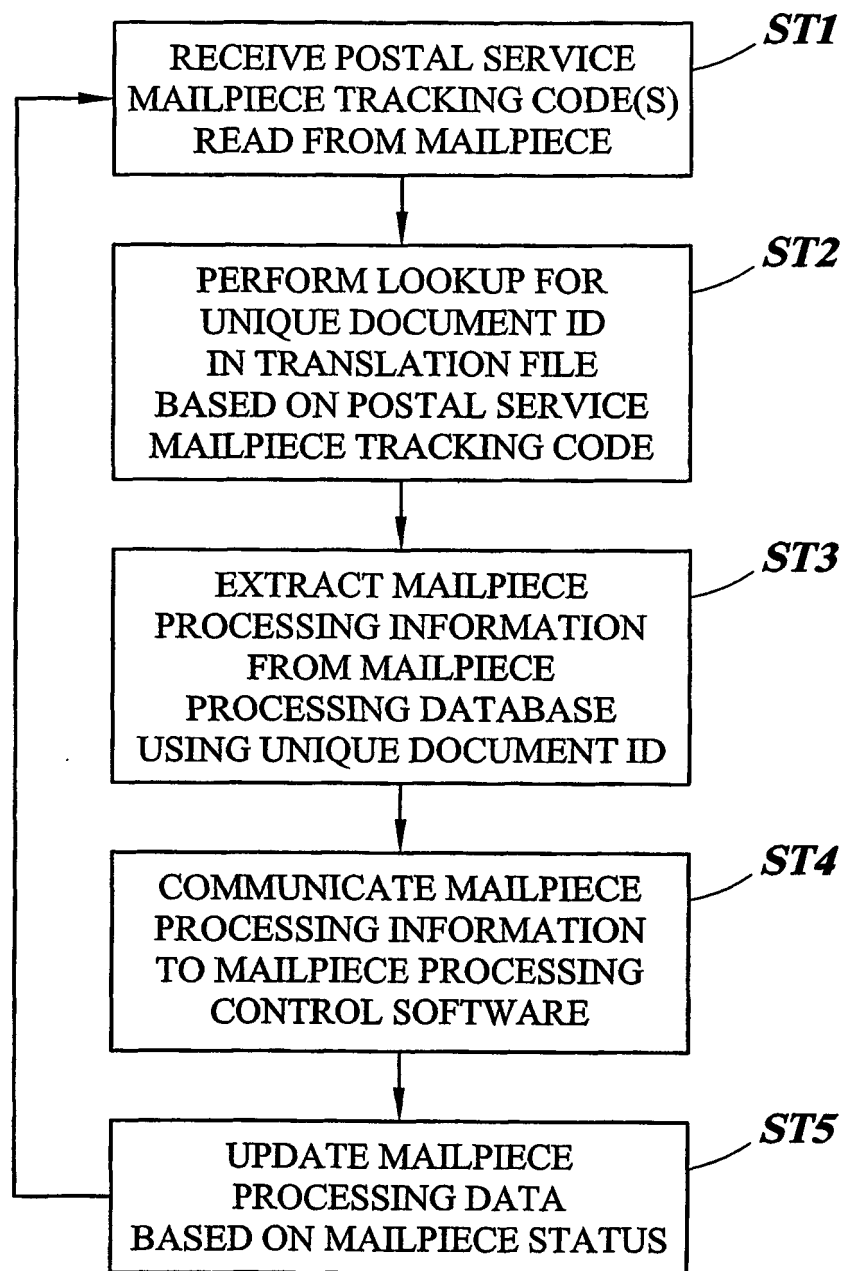 ST1
RECEIVE POSTAL SERVICE
MAILPIECE TRACKING CODE(S)
READ FROM MAILPIECE
ST2
PERFORM LOOKUP FOR
UNIQUE DOCUMENT ID
IN TRANSLATION FILE
BASED ON POSTAL SERVICE
MAILPIECE TRACKING CODE
ST3
EXTRACT MAILPIECE
PROCESSING INFORMATION
FROM MAILPIECE
PROCESSING DATABASE
USING UNIQUE DOCUMENT ID
ST4
COMMUNICATE MAILPIECE
PROCESSING INFORMATION
TO MAILPIECE PROCESSING
CONTROL SOFTWARE
ST5
UPDATE MAILPIECE
PROCESSING DATA
BASED ON MAILPIECE STATUS